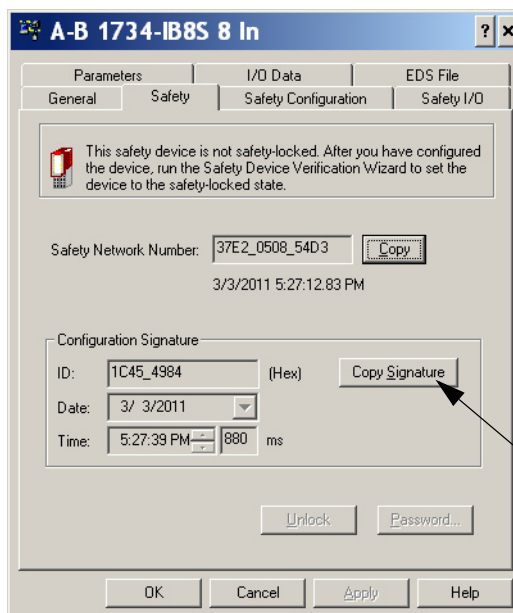 A-B 1734-IB8S 8 In
? ×
Parameters I/O Data EDS File
General Safety Safety Configuration Safety I/O
This safety device is not safety-locked. After you have configured
the device, run the Safety Device Verification Wizard to set the
device to the safety-locked state.
Safety Network Number: 37E2_0508_54D3 Copy
3/3/2011 5:27:12.83 PM
Configuration Signature
ID: 1C45_4984 (Hex) Copy Signature
Date: 3/ 3/2011
Time: 5:27:39 PM 880 ms
Unlock Password...
OK Cancel Apply Help